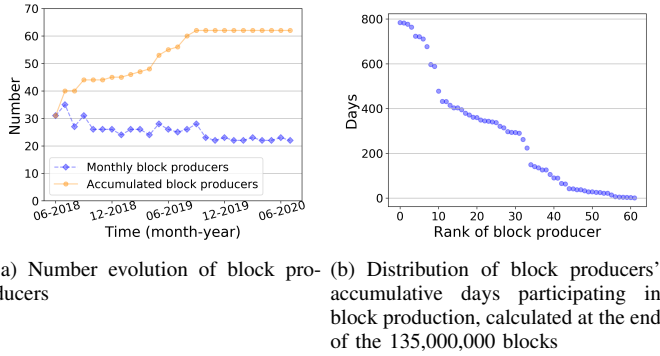 70
60
50
40
30
20
10
0
Number
Monthly block producers
Accumulated block producers
06-2018
12-2018
06-2019
12-2019
06-2020
Time (month-year)
800
600
400
200
0
Days
0
10
20
30
40
50
60
Rank of block producer
a) Number evolution of block pro-
ducers
(b) Distribution of block producers'
accumulative days participating in
block production, calculated at the end
of the 135,000,000 blocks